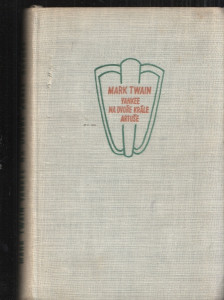 MARK TWAIN
YANKEE
NA DVOŘE KRÁLE
ARTUŠE